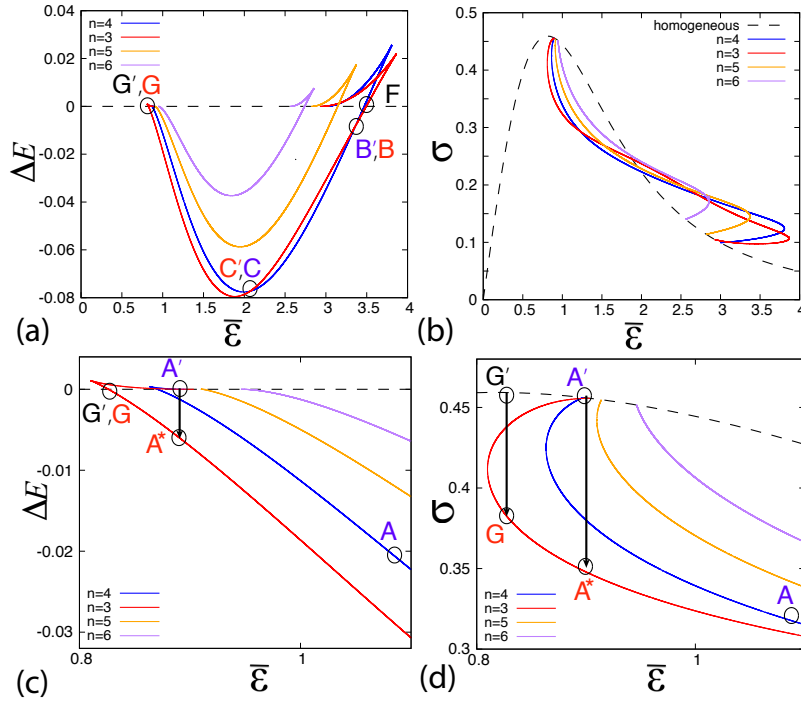 0.04
0.02
0
-0.02
-0.04
-0.06
-0.08
ΔE
n=4
n=3
n=5
n=6
G′,G
F
B′,B
C′,C
0 0.5 1 1.5 2 2.5 3 3.5 4
ε̅
(a)
0.5
0.4
0.3
0.2
0.1
0
σ
homogeneous
n=4
n=3
n=5
n=6
0 0.5 1 1.5 2 2.5 3 3.5 4
ε̅
(b)
0
-0.01
-0.02
-0.03
ΔE
A′
G′,G
A*
A
n=4
n=3
n=5
n=6
0.8 1
ε̅
(c)
0.45
0.4
0.35
0.3
σ
G′
A′
G
A*
A
n=4
n=3
n=5
n=6
0.8 1
ε̅
(d)